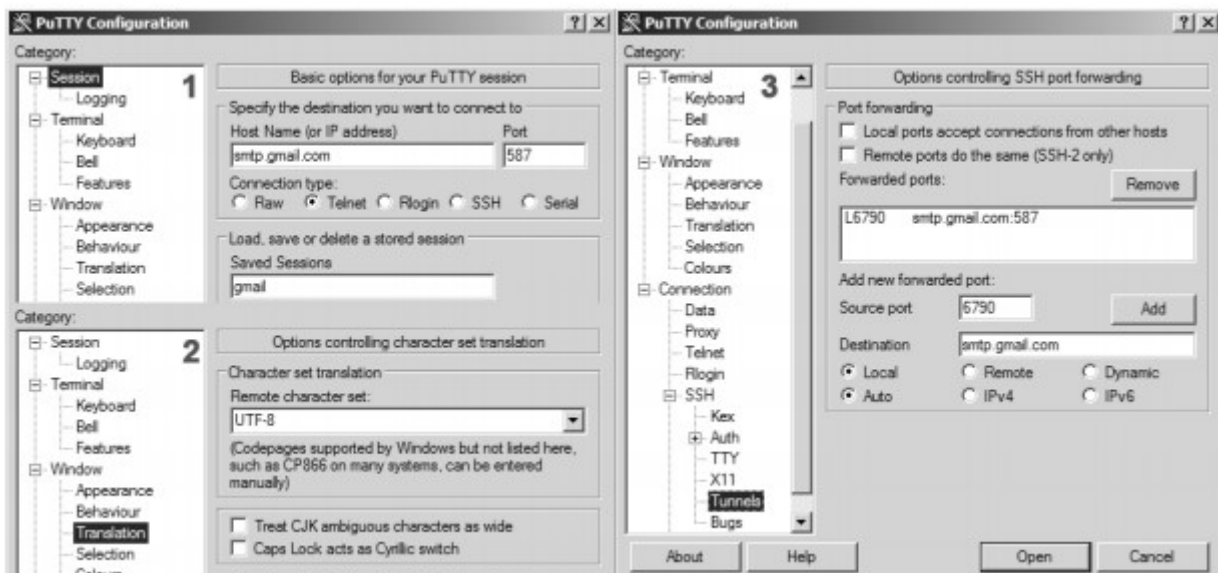 PuTTY Configuration
Category:
Session
Logging
Terminal
Keyboard
Bell
Features
Window
Appearance
Behaviour
Translation
Selection
1
Basic options for your PuTTY session
Specify the destination you want to connect to
Host Name (or IP address) Port
smtp.gmail.com 587
Connection type:
Raw Telnet Rlogin SSH Serial
Load, save or delete a stored session
Saved Sessions
gmail
Category:
Session
Logging
Terminal
Keyboard
Bell
Features
Window
Appearance
Behaviour
Translation
Selection
2
Options controlling character set translation
Character set translation
Remote character set:
UTF-8
(Codepages supported by Windows but not listed here,
such as CP866 on many systems, can be entered
manually)
Treat CJK ambiguous characters as wide
Caps Lock acts as Cyrillic switch
PuTTY Configuration
Category:
Terminal
Keyboard
Bell
Features
Window
Appearance
Behaviour
Translation
Selection
Colours
Connection
Data
Proxy
Telnet
Rlogin
SSH
Kex
Auth
TTY
X11
Tunnels
Bugs
3
Options controlling SSH port forwarding
Port forwarding
Local ports accept connections from other hosts
Remote ports do the same (SSH-2 only)
Forwarded ports: Remove
L6790 smtp.gmail.com:587
Add new forwarded port:
Source port 6790 Add
Destination smtp.gmail.com
Local Remote Dynamic
Auto IPv4 IPv6
About Help Open Cancel